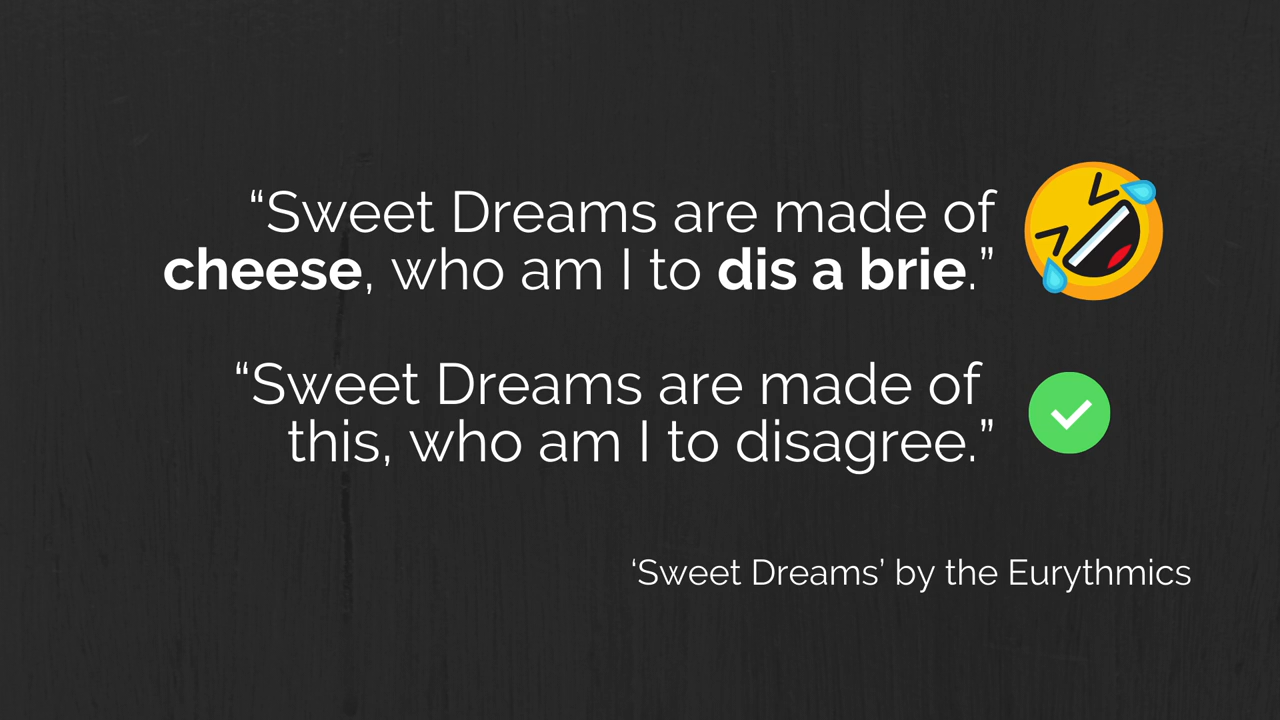 “Sweet Dreams are made of
cheese, who am I to dis a brie.”
“Sweet Dreams are made of
this, who am I to disagree.”
‘Sweet Dreams’ by the Eurythmics